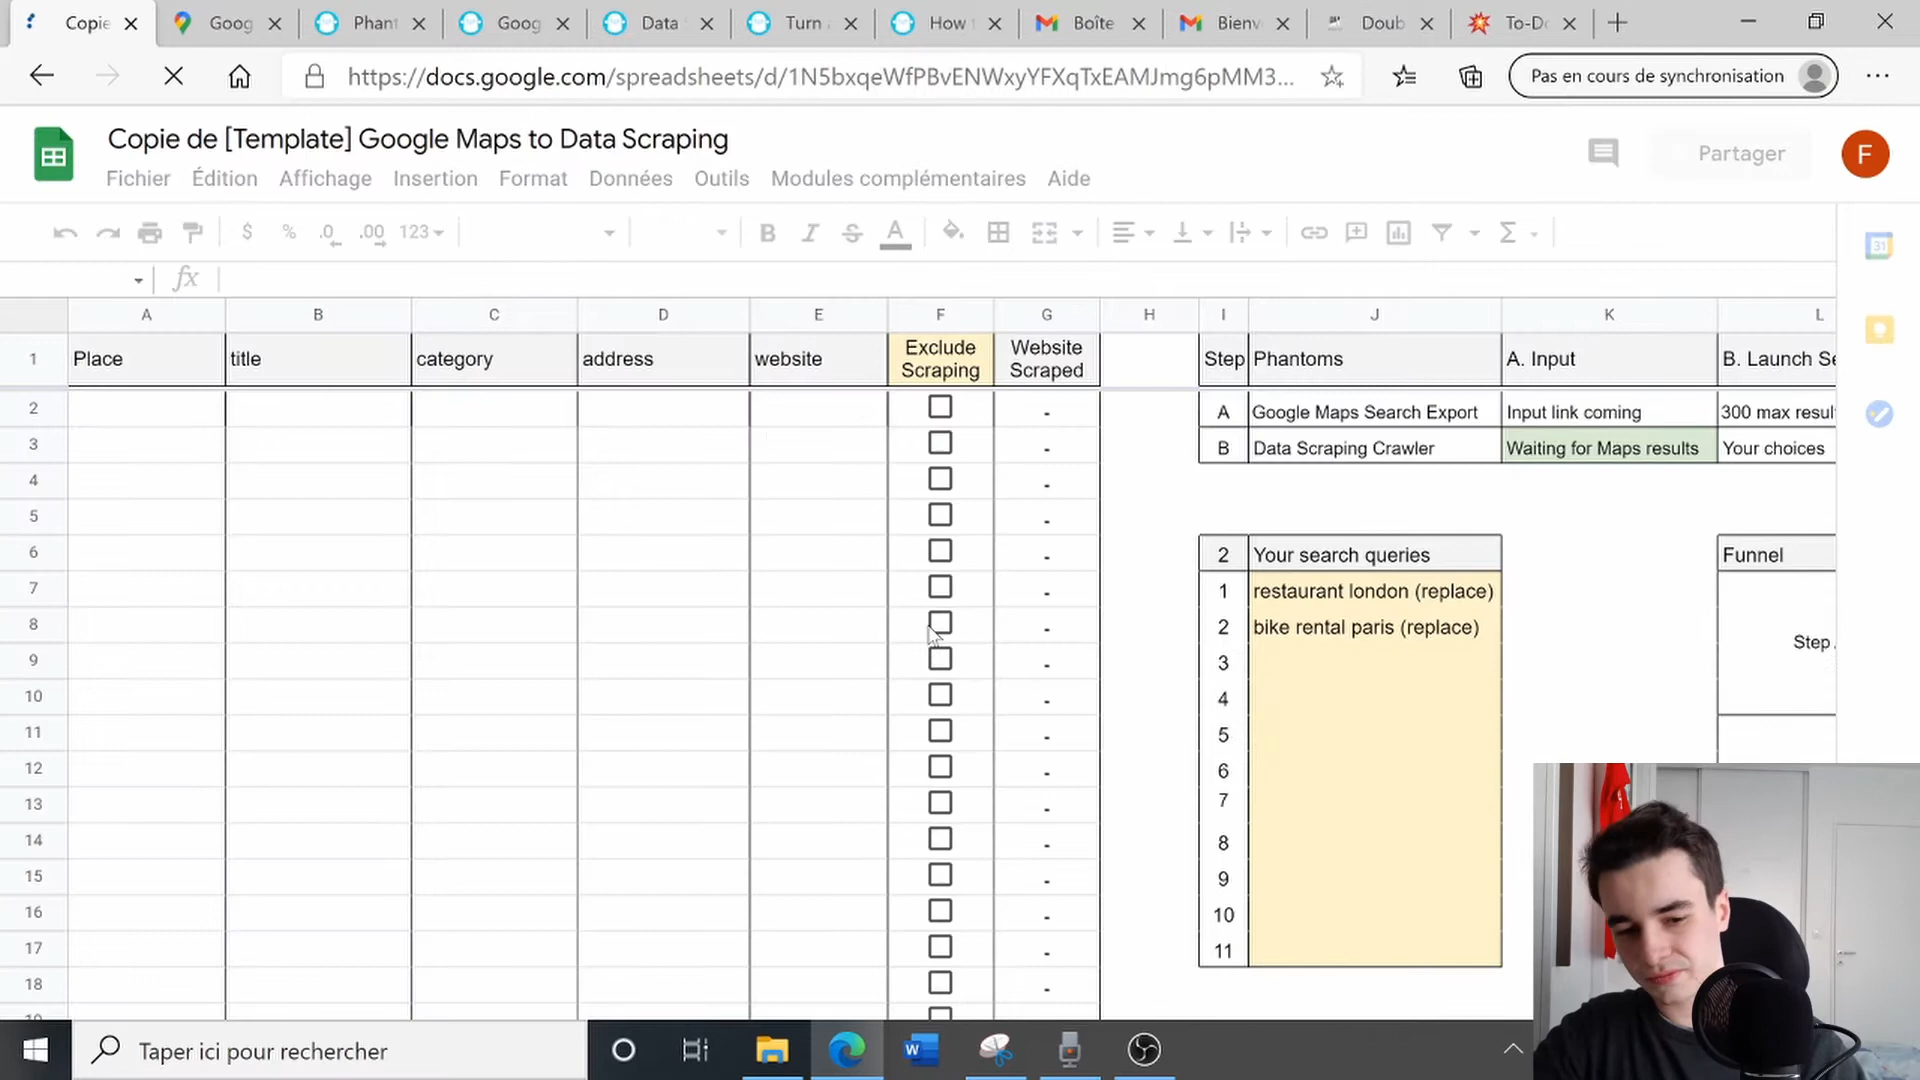 Copie
Goog
Phant
Goog
Data
Turn
How
Boîte
Bienv
Doub
To-Do
https://docs.google.com/spreadsheets/d/1N5bxqeWfPBvENWxyYFXqTxEAMJmg6pMM3...
Pas en cours de synchronisation
Copie de [Template] Google Maps to Data Scraping
Partager
F
Fichier Édition Affichage Insertion Format Données Outils Modules complémentaires Aide
$ % .0 .00 123 B I S A Σ
31
fx
A B C D E F G H I J K L
1 Place title category address website Exclude Scraping Website Scraped Step Phantoms A. Input B. Launch Se
2 - A Google Maps Search Export Input link coming 300 max resul
3 - B Data Scraping Crawler Waiting for Maps results Your choices
4 -
5 -
6 - 2 Your search queries Funnel
7 - 1 restaurant london (replace)
8 - 2 bike rental paris (replace) Step
9 - 3
10 - 4
11 - 5
12 - 6
13 - 7
14 - 8
15 - 9
16 - 10
17 - 11
18 -
19
Taper ici pour rechercher
W